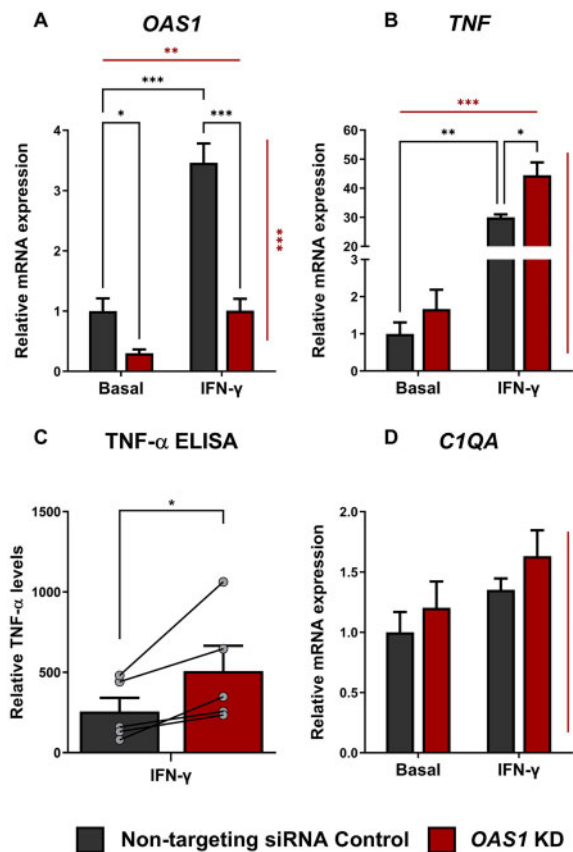 A
OAS1
**
***
*
***
Relative mRNA expression
4
3
2
1
0
***
Basal
IFN-γ
B
TNF
***
**
*
Relative mRNA expression
60
50
40
30
20
2
1
0
Basal
IFN-γ
C
TNF-α ELISA
*
Relative TNF-α levels
1500
1000
500
0
IFN-γ
D
C1QA
Relative mRNA expression
2.0
1.5
1.0
0.5
0.0
Basal
IFN-γ
Non-targeting siRNA Control
OAS1 KD